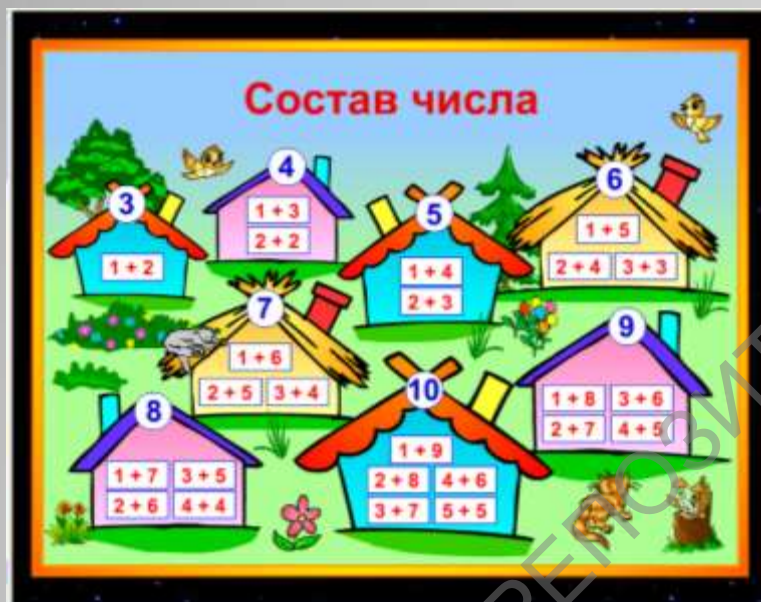 Состав числа
3
1 + 2
4
1 + 3
2 + 2
5
1 + 4
2 + 3
6
1 + 5
2 + 4 3 + 3
7
1 + 6
2 + 5 3 + 4
8
1 + 7 3 + 5
2 + 6 4 + 4
10
1 + 9
2 + 8 4 + 6
3 + 7 5 + 5
9
1 + 8 3 + 6
2 + 7 4 + 5